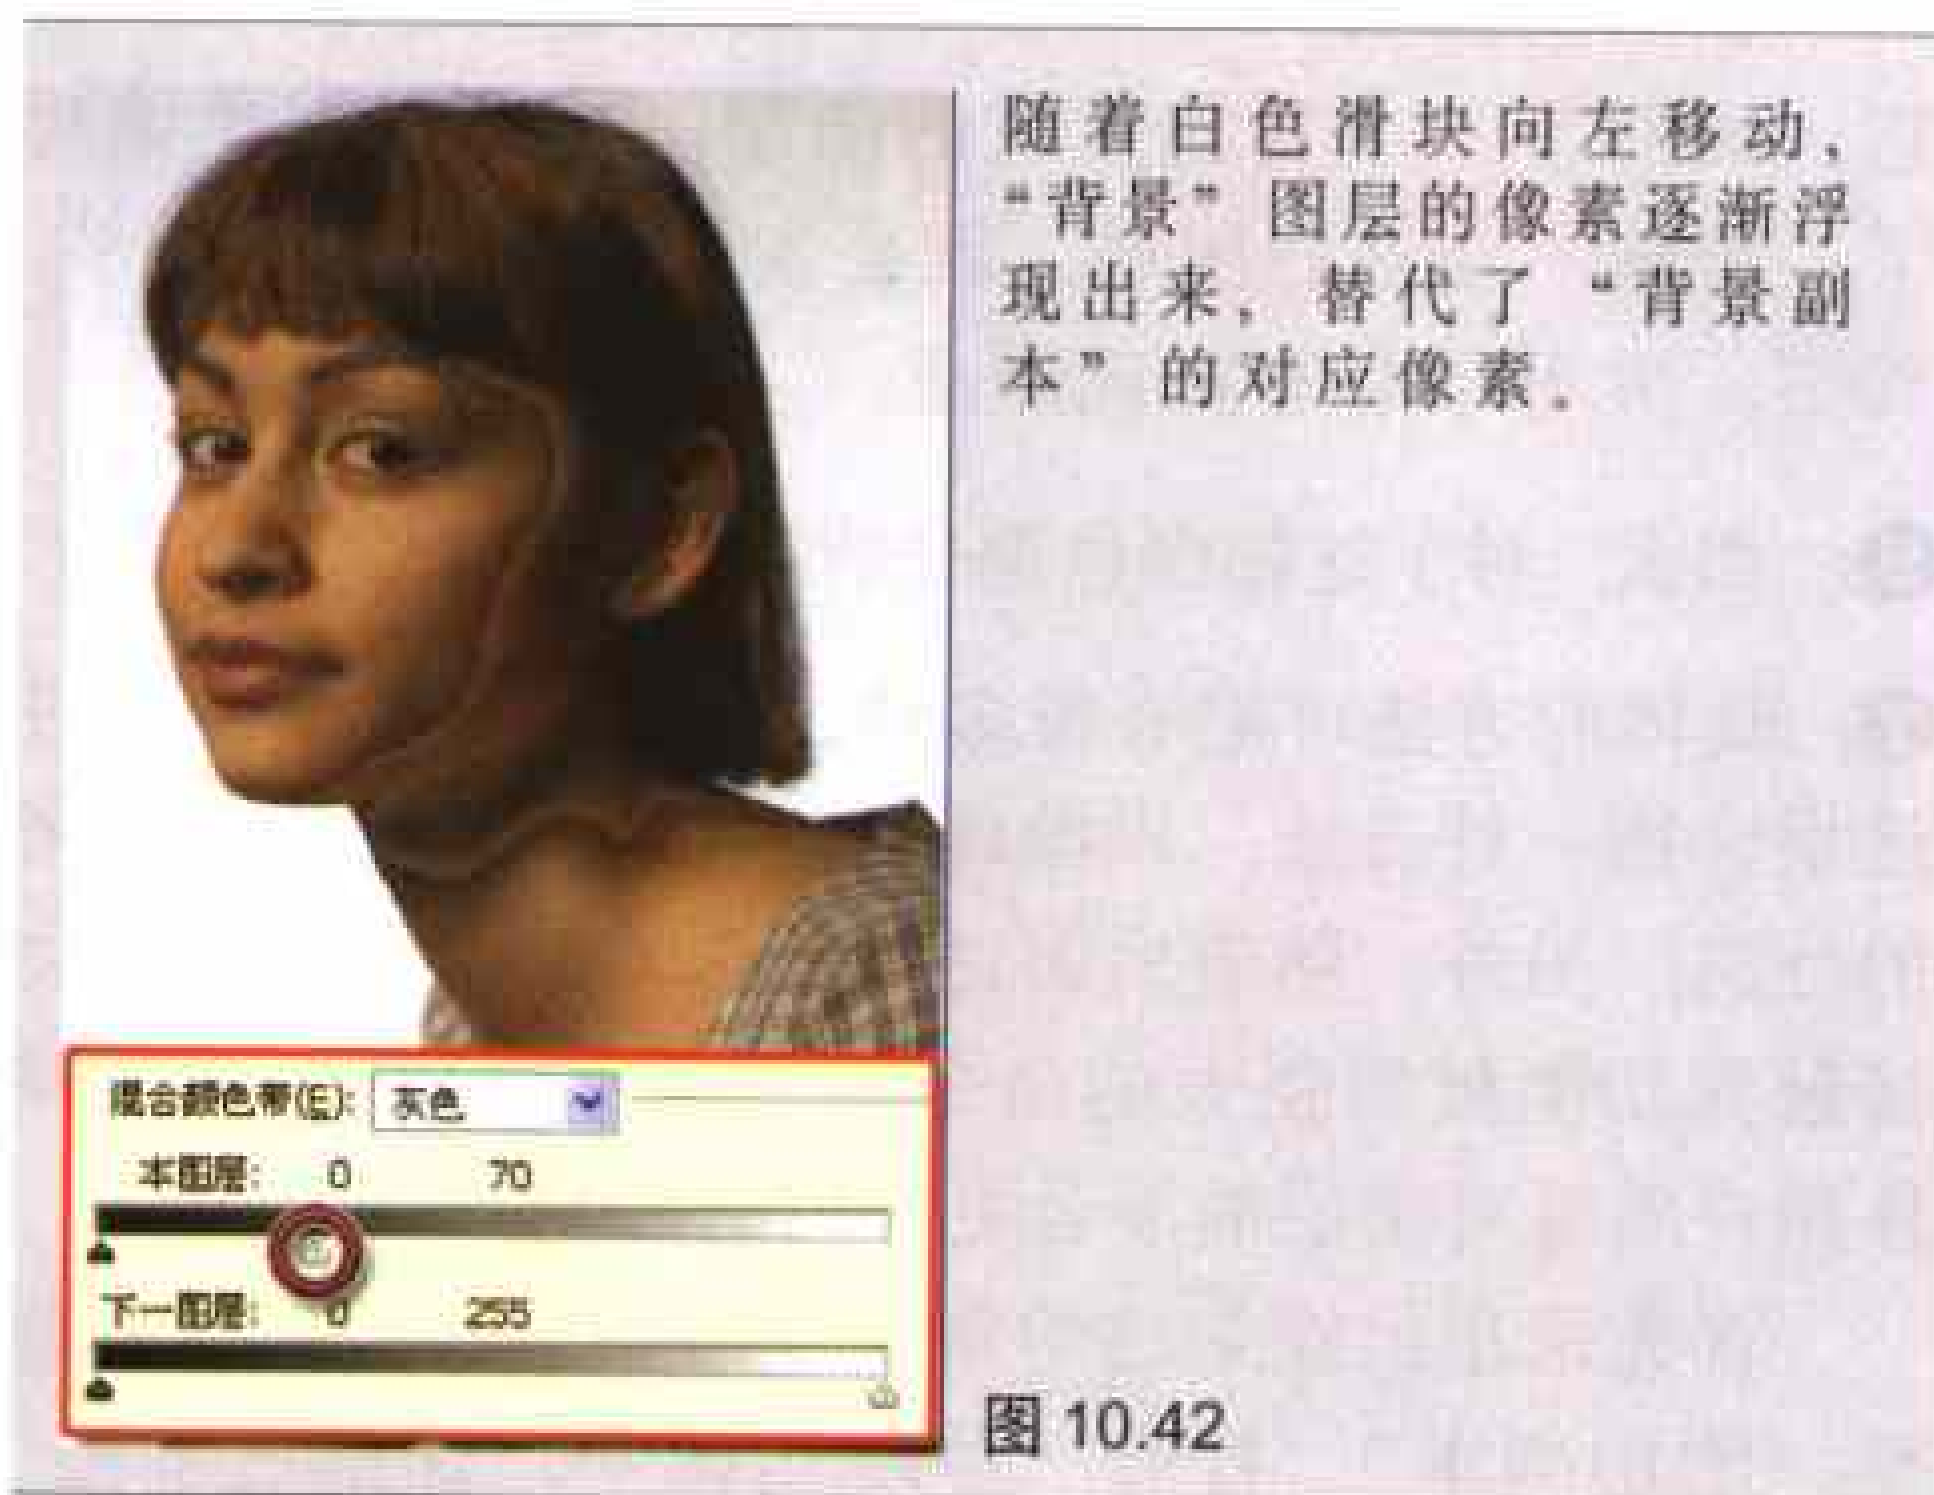 随着白色滑块向左移动，
“背景”图层的像素逐渐浮
现出来，替代了“背景副
本”的对应像素。
混合颜色带(E): 灰色
本图层: 0 70
下一图层: 0 255
图 10.42